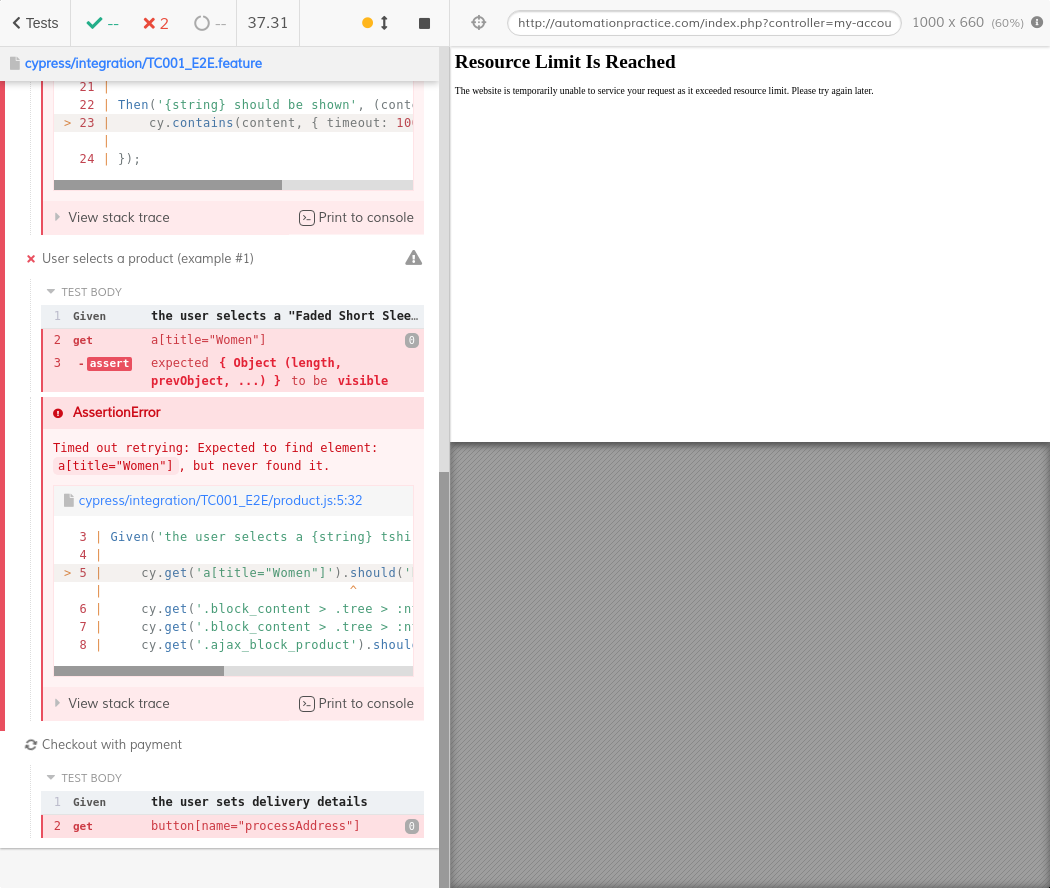 Tests -- 2 -- 37.31
http://automationpractice.com/index.php?controller=my-accou 1000 x 660 (60%)
cypress/integration/TC001_E2E.feature
21 |
22 | Then('{string} should be shown', (cont
> 23 |     cy.contains(content, { timeout: 10
|
24 | });
View stack trace Print to console
User selects a product (example #1)
TEST BODY
1 Given the user selects a "Faded Short Slee…
2 get a[title="Women"] 0
3 - assert expected { Object (length,
prevObject, ...) } to be visible
AssertionError
Timed out retrying: Expected to find element:
a[title="Women"] , but never found it.
cypress/integration/TC001_E2E/product.js:5:32
3 | Given('the user selects a {string} tshi
4 |
> 5 |     cy.get('a[title="Women"]').should('
| ^
6 |     cy.get('.block_content > .tree > :n
7 |     cy.get('.block_content > .tree > :n
8 |     cy.get('.ajax_block_product').shoul
View stack trace Print to console
Checkout with payment
TEST BODY
1 Given the user sets delivery details
2 get button[name="processAddress"] 0
Resource Limit Is Reached
The website is temporarily unable to service your request as it exceeded resource limit. Please try again later.